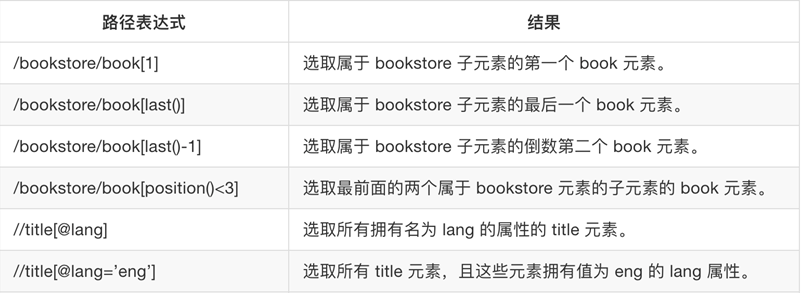 路径表达式 结果
/bookstore/book[1] 选取属于 bookstore 子元素的第一个 book 元素。
/bookstore/book[last()] 选取属于 bookstore 子元素的最后一个 book 元素。
/bookstore/book[last()-1] 选取属于 bookstore 子元素的倒数第二个 book 元素。
/bookstore/book[position()<3] 选取最前面的两个属于 bookstore 元素的子元素的 book 元素。
//title[@lang] 选取所有拥有名为 lang 的属性的 title 元素。
//title[@lang=’eng’] 选取所有 title 元素，且这些元素拥有值为 eng 的 lang 属性。